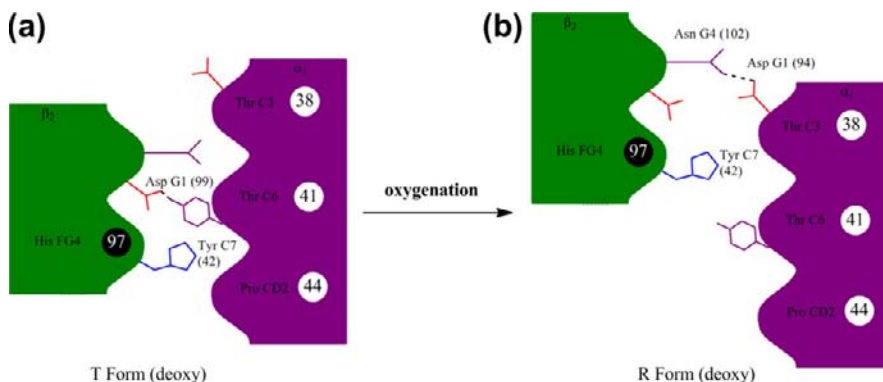 (a)
β2
α1
Thr C3 38
Asp G1 (99)
Thr C6 41
His FG4 97
Tyr C7
(42)
Pro CD2 44
T Form (deoxy)
oxygenation
(b)
β2
Asn G4 (102)
Asp G1 (94)
α1
Thr C3 38
His FG4 97
Tyr C7
(42)
Thr C6 41
Pro CD2 44
R Form (deoxy)